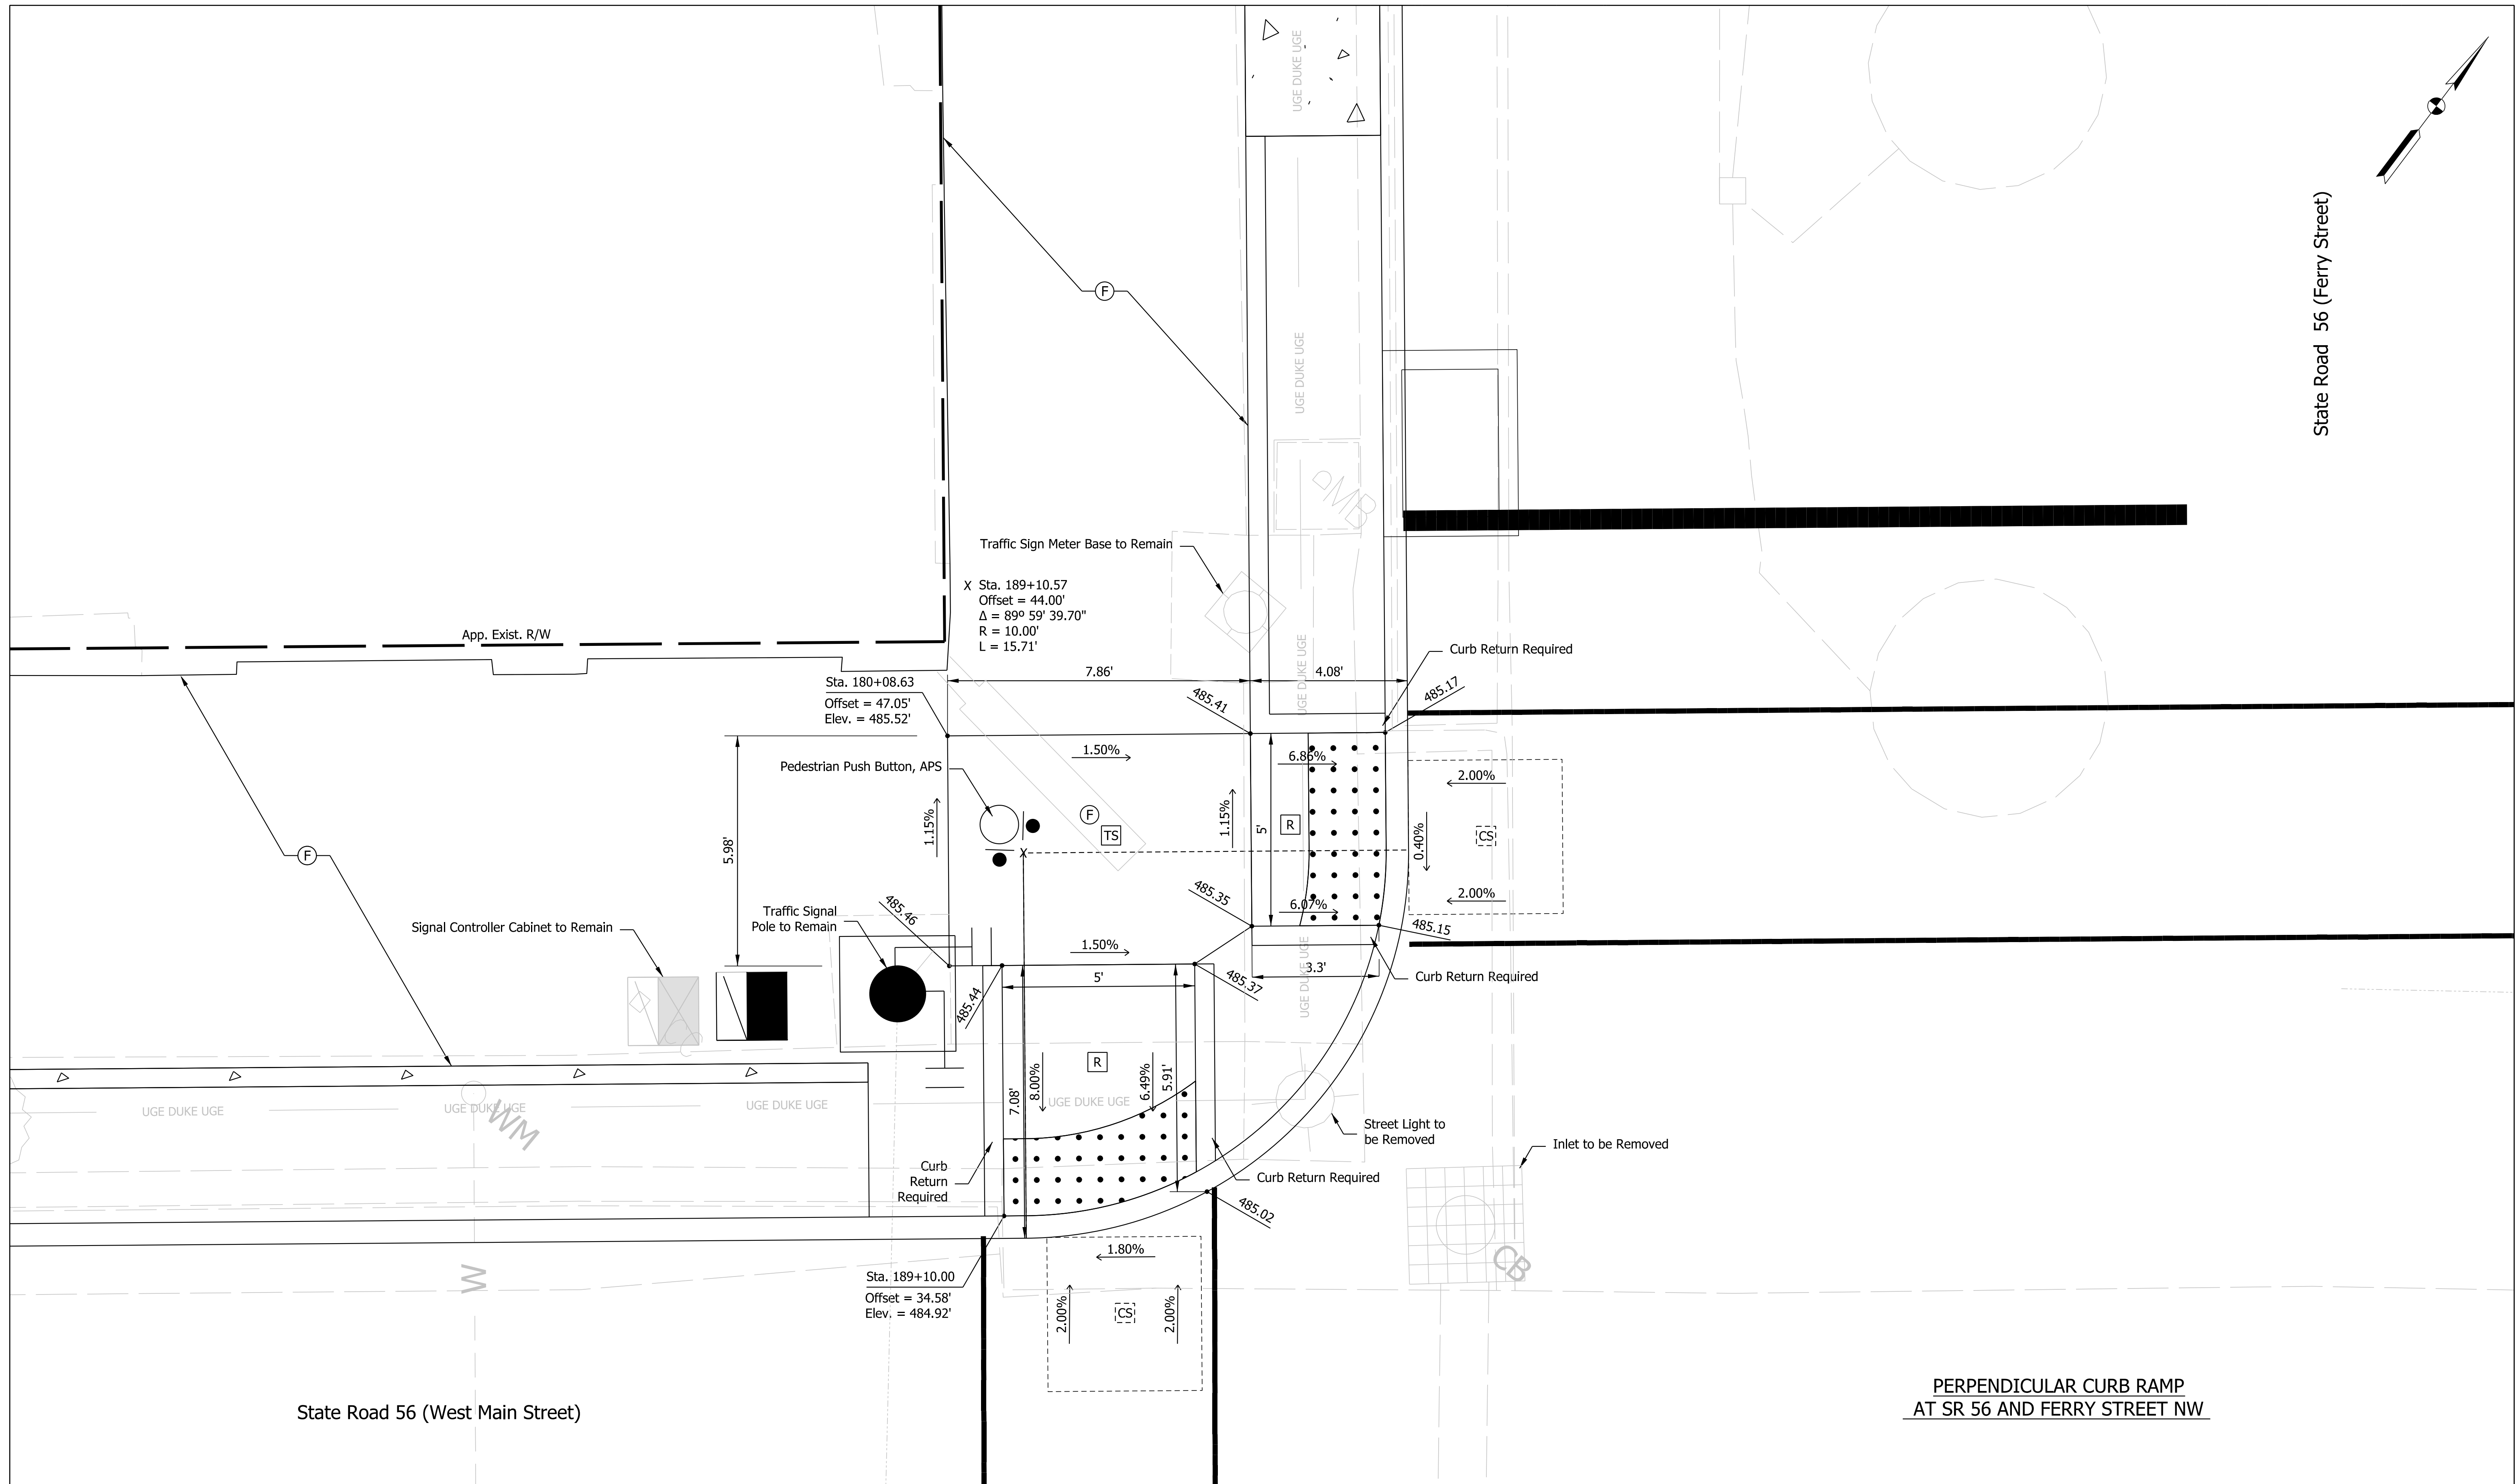 UGE DUKE UGE
State Road 56 (Ferry Street)
F
UGE DUKE UGE
PMB
Traffic Sign Meter Base to Remain
X Sta. 189+10.57
Offset = 44.00'
Δ = 89º 59' 39.70"
R = 10.00'
L = 15.71'
App. Exist. R/W
UGE DUKE UGE
Curb Return Required
7.86'
4.08'
Sta. 180+08.63
Offset = 47.05'
Elev. = 485.52'
485.41
485.17
1.50%
6.86%
Pedestrian Push Button, APS
2.00%
1.15%
F
TS
1.15%
5'
R
0.40%
CS
5.98'
X
F
2.00%
485.35
6.07%
485.46
Traffic Signal
Pole to Remain
Signal Controller Cabinet to Remain
485.15
1.50%
UGE DUKE UGE
3.3'
Curb Return Required
5'
485.37
485.44
R
7.08'
8.00%
6.49%
5.91'
UGE DUKE UGE
UGE DUKE UGE
UGE DUKE UGE
UGE DUKE UGE
WM
Street Light to
be Removed
Inlet to be Removed
Curb
Return
Required
Curb Return Required
485.02
CB
W
1.80%
Sta. 189+10.00
Offset = 34.58'
Elev. = 484.92'
2.00%
CS
2.00%
State Road 56 (West Main Street)
PERPENDICULAR CURB RAMP
AT SR 56 AND FERRY STREET NW